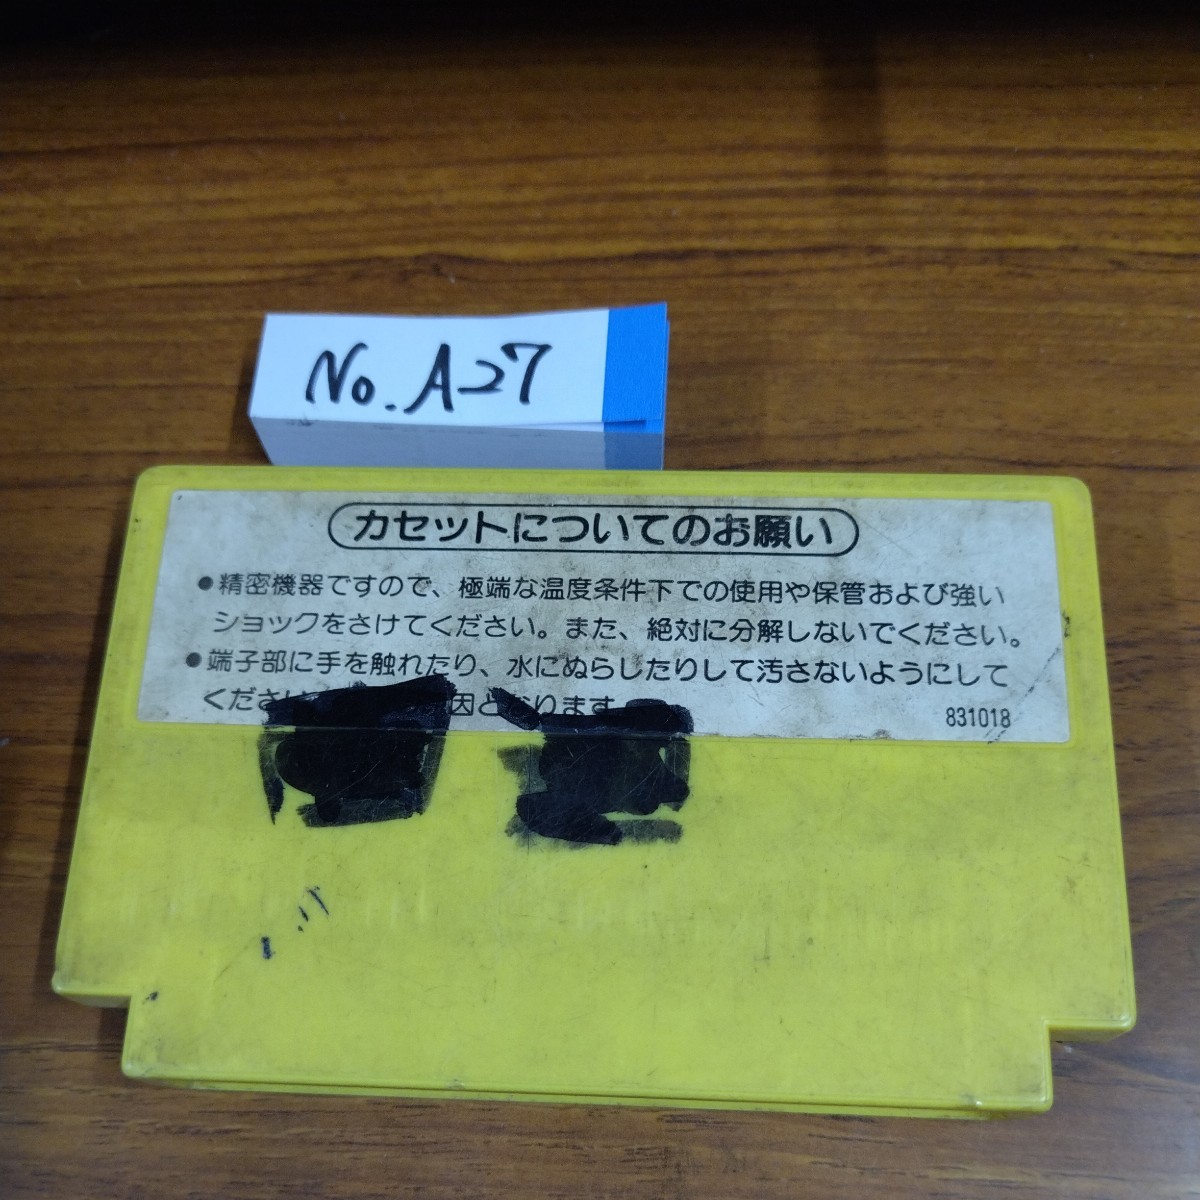 No. A-27
カセットについてのお願い
●精密機器ですので、極端な温度条件下での使用や保管および強い
ショックをさけてください。また、絶対に分解しないでください。
●端子部に手を触れたり、水にぬらしたりして汚さないようにして
くださ 因となります
831018